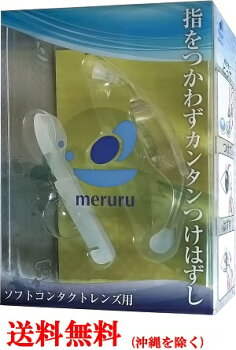 指をつかわずカンタンつけはずし
meruru
ソフトコンタクトレンズ用
送料無料 (沖縄を除く)